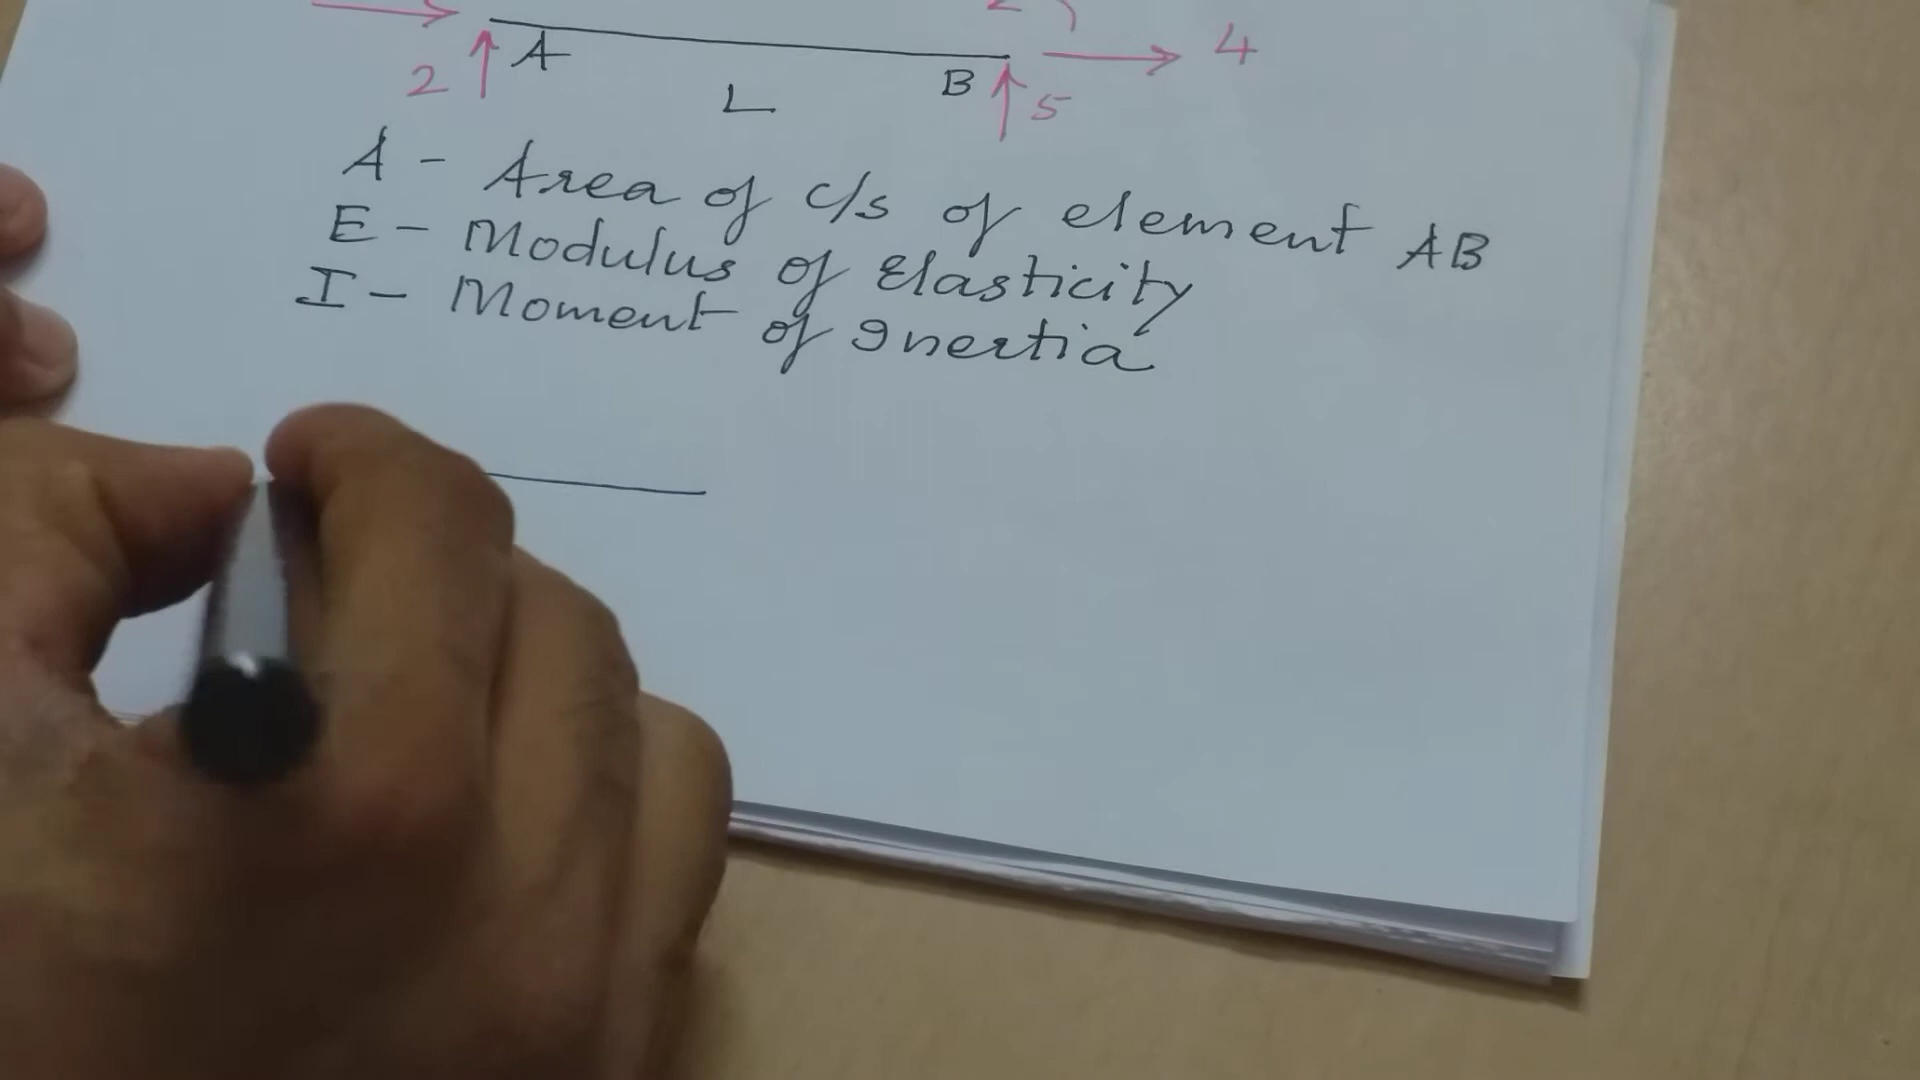 4
2 A
B 5
L
A - Area of c/s of element AB
E - Modulus of Elasticity
I - Moment of Inertia